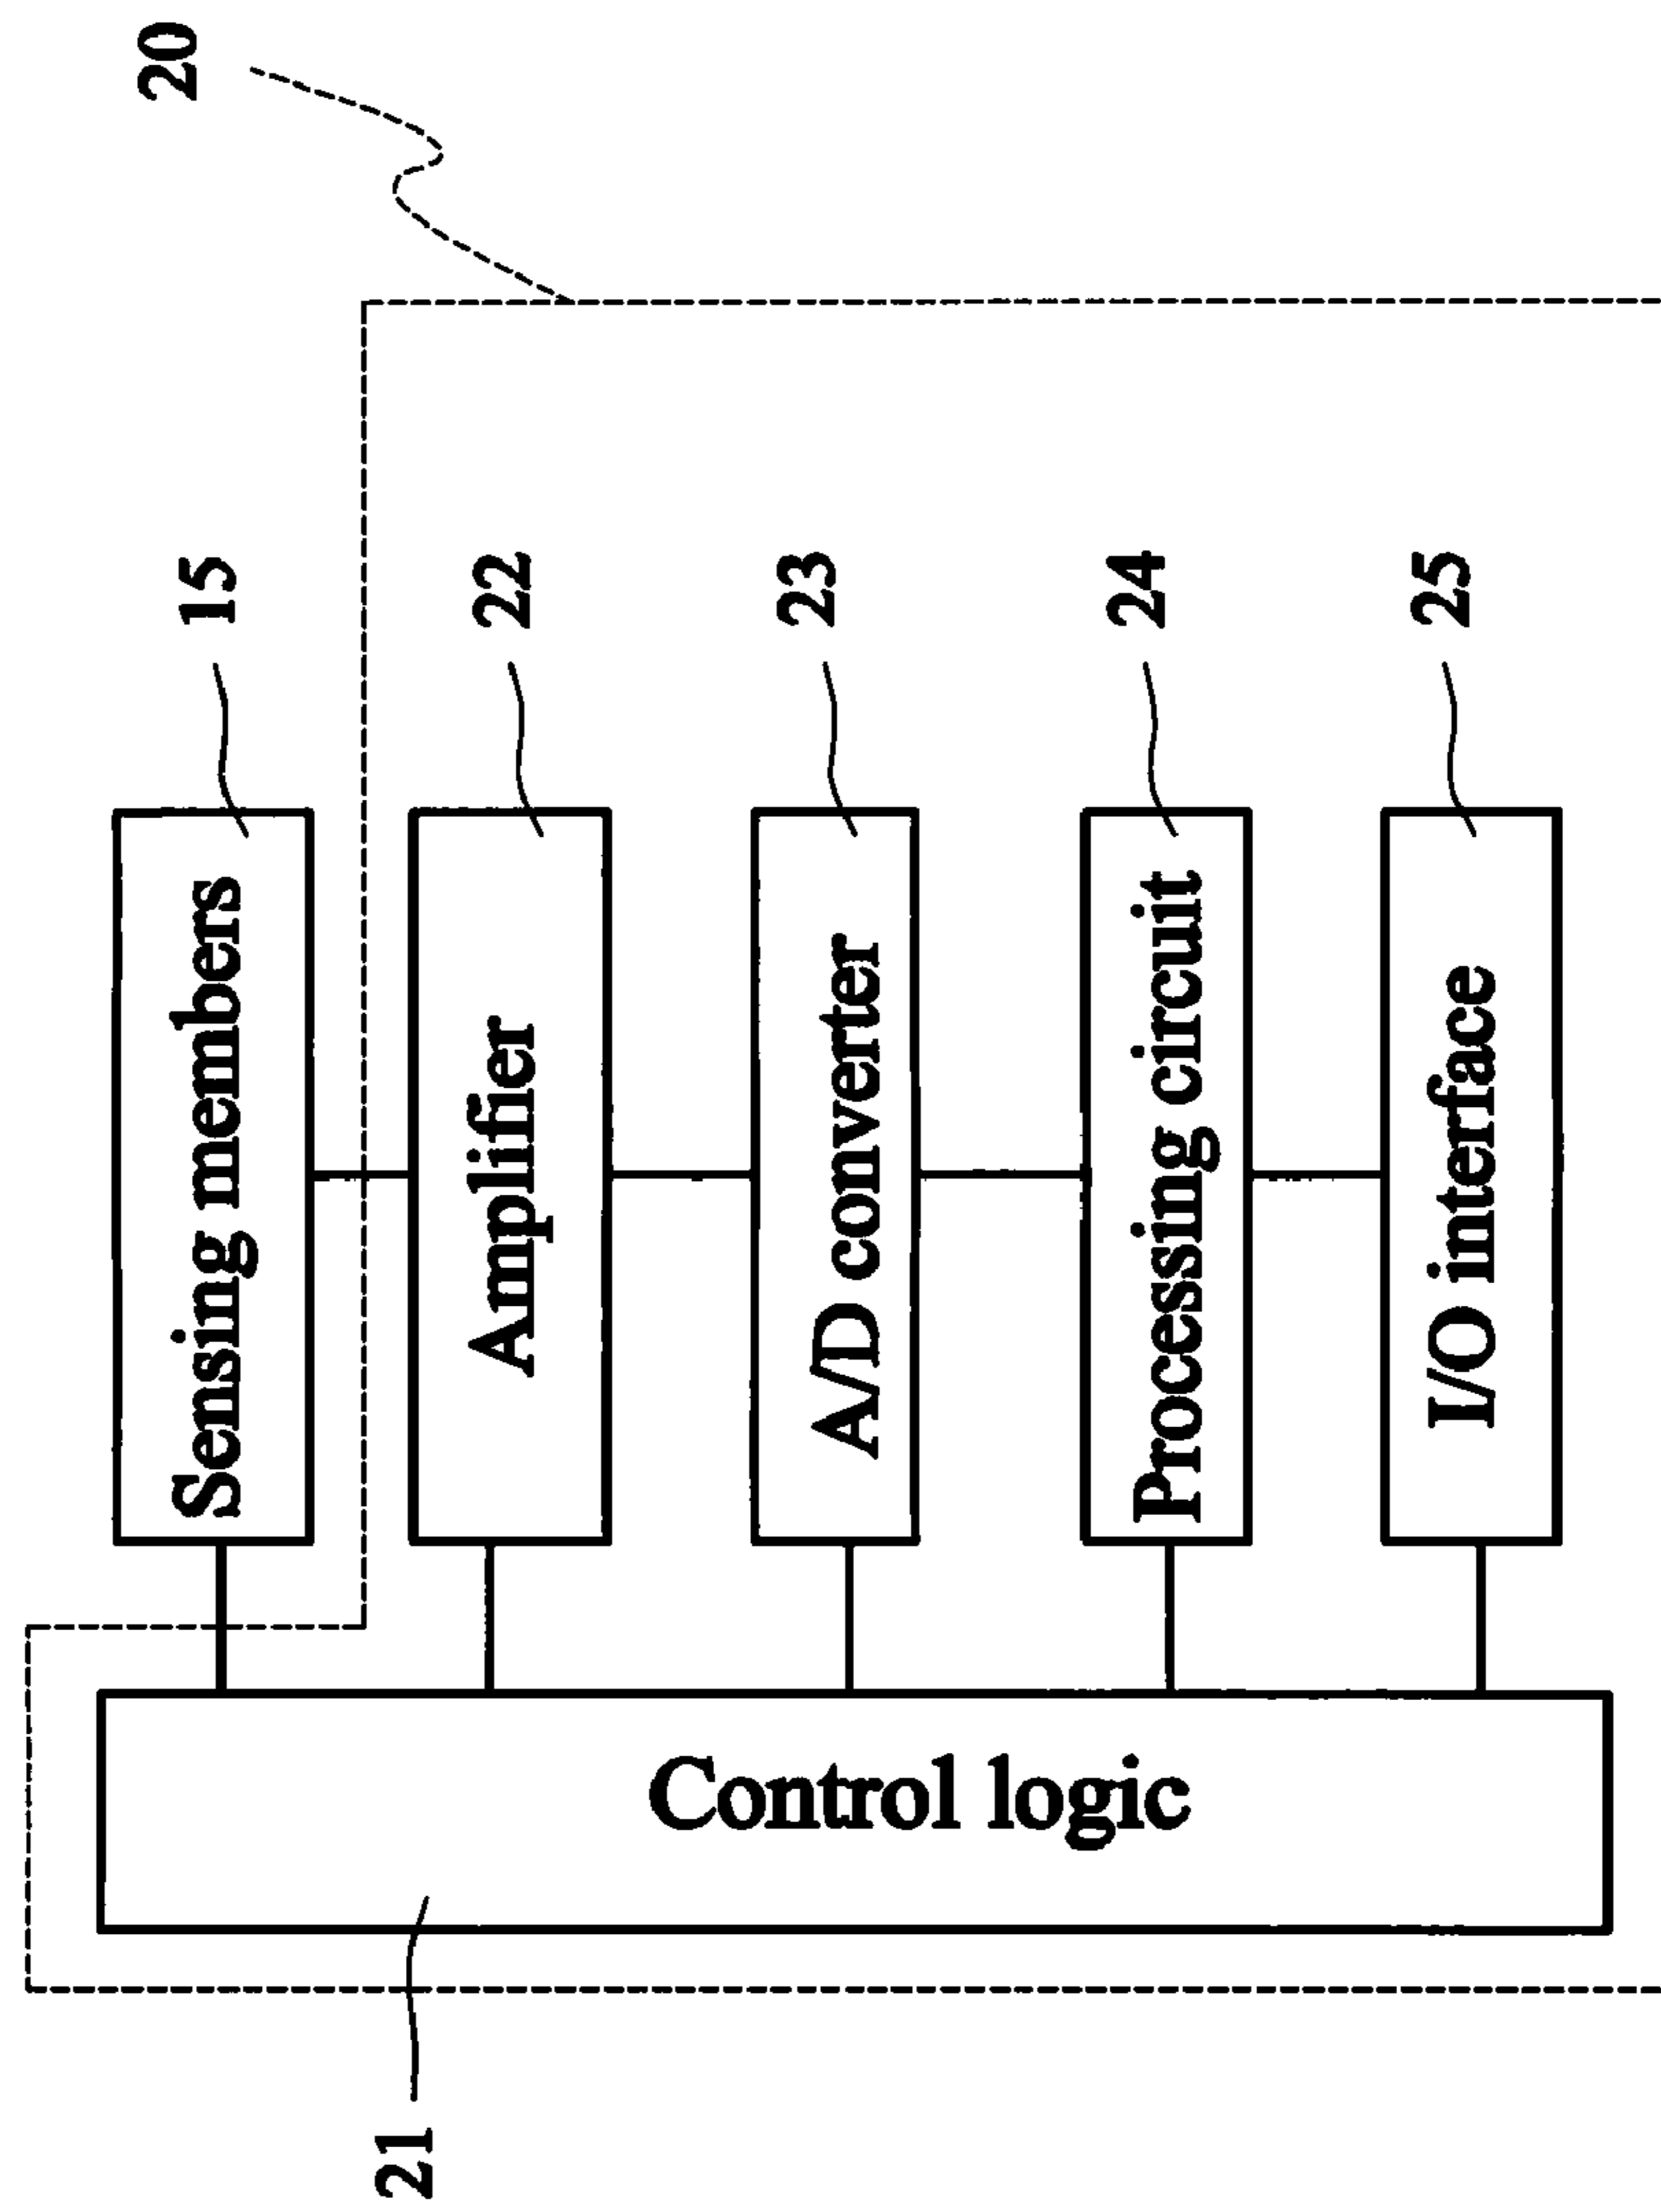 20
15
22
23
24
25
Sensing members
Amplifier
A/D converter
Processing circuit
I/O interface
Control logic
21